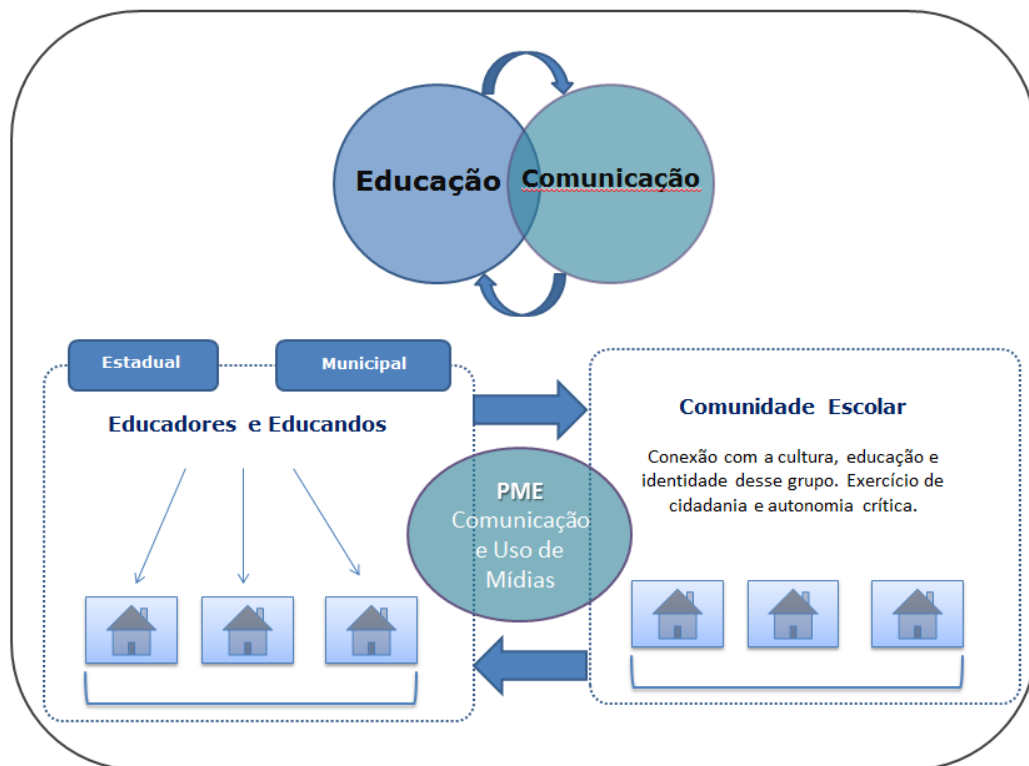 Educação
Comunicação
Estadual
Municipal
Educadores e Educandos
PME
Comunicação
e Uso de
Mídias
Comunidade Escolar
Conexão com a cultura, educação e
identidade desse grupo. Exercício de
cidadania e autonomia crítica.